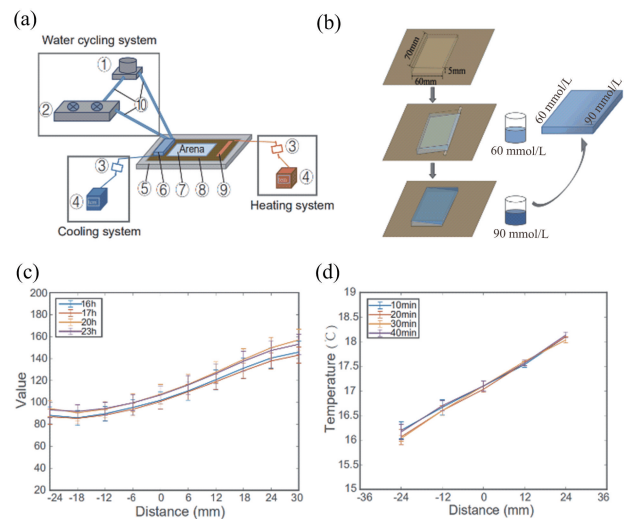 (a)
Water cycling system
①
②
⑩
③
④
Cooling system
Arena
⑤
⑥
⑦
⑧
⑨
③
④
Heating system
(b)
70mm
60mm
5mm
60 mmol/L
90 mmol/L
60 mmol/L
90 mmol/L
(c)
16h
17h
20h
23h
Value
200
180
160
140
120
100
80
60
40
20
-24 -18 -12 -6 0 6 12 18 24 30
Distance (mm)
(d)
10min
20min
30min
40min
Temperature (℃)
19
18.5
18
17.5
17
16.5
16
15.5
15
-36 -24 -12 0 12 24 36
Distance (mm)